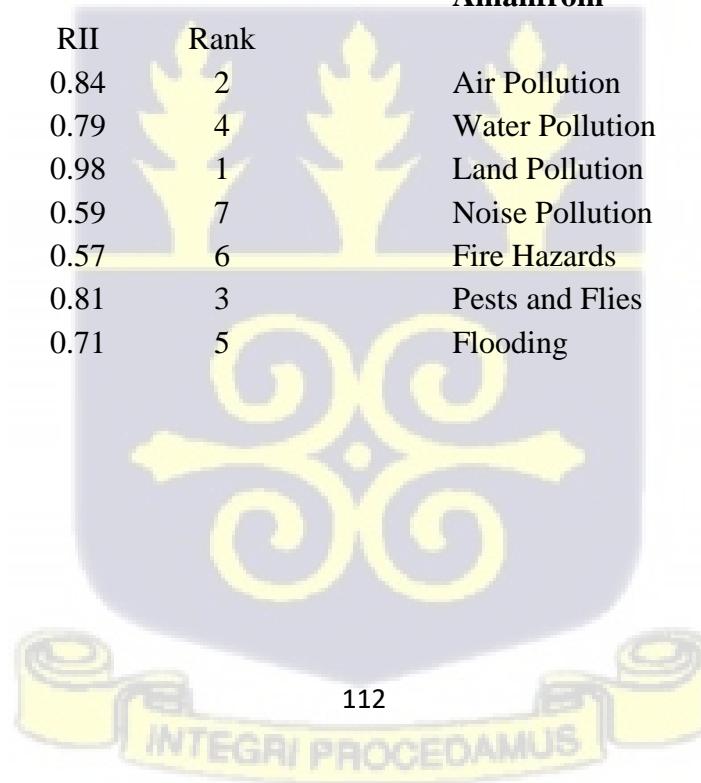 Amanfrom
RII Rank
0.84 2 Air Pollution
0.79 4 Water Pollution
0.98 1 Land Pollution
0.59 7 Noise Pollution
0.57 6 Fire Hazards
0.81 3 Pests and Flies
0.71 5 Flooding
112
INTEGRI PROCEDAMUS